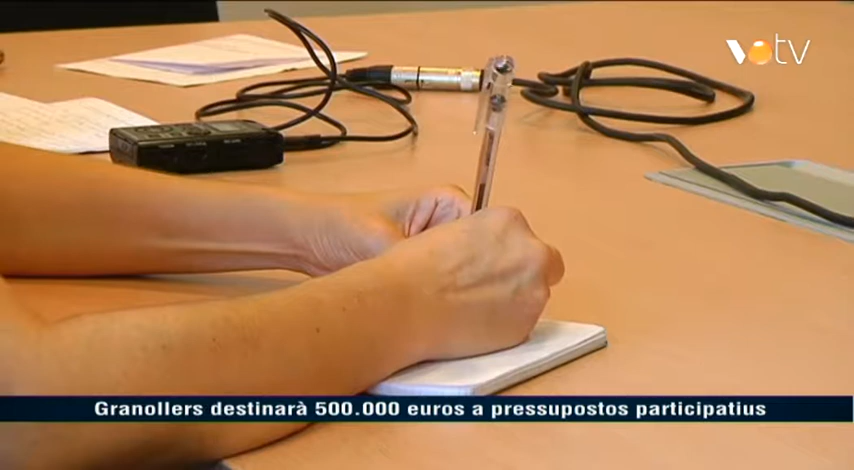 votv
Granollers destinarà 500.000 euros a pressupostos participatius